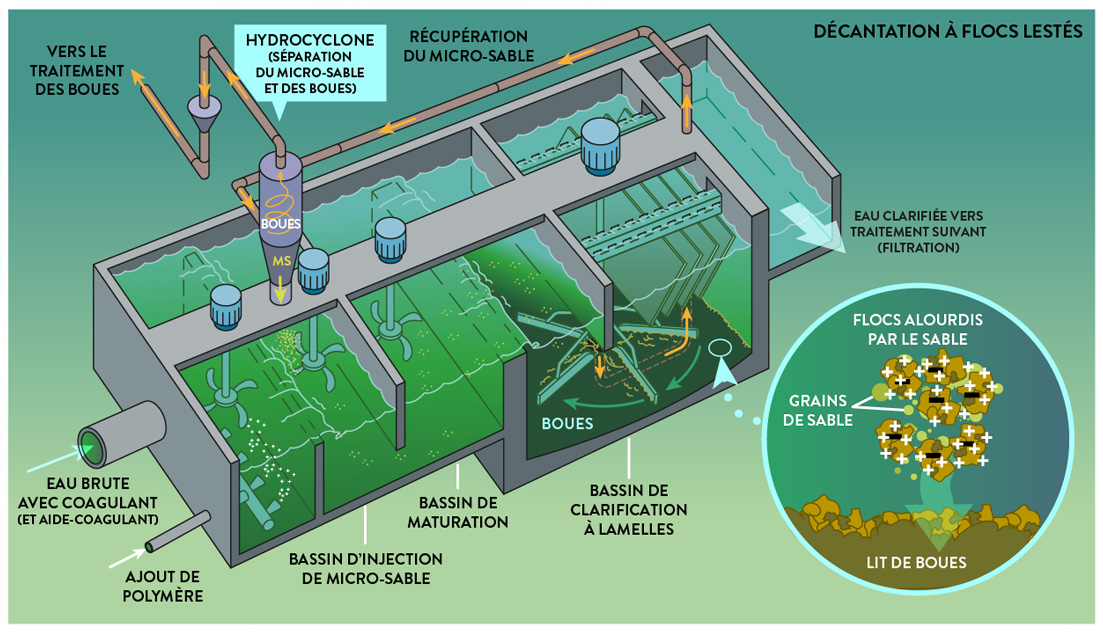 DÉCANTATION À FLOCS LESTÉS
VERS LE
TRAITEMENT
DES BOUES
HYDROCYCLONE
(SÉPARATION
DU MICRO-SABLE
ET DES BOUES)
RÉCUPÉRATION
DU MICRO-SABLE
BOUES
MS
EAU CLARIFIÉE VERS
TRAITEMENT SUIVANT
(FILTRATION)
FLOCS ALOURDIS
PAR LE SABLE
GRAINS
DE SABLE
LIT DE BOUES
BOUES
EAU BRUTE
AVEC COAGULANT
(ET AIDE-COAGULANT)
AJOUT DE
POLYMÈRE
BASSIN D'INJECTION
DE MICRO-SABLE
BASSIN DE
MATURATION
BASSIN DE
CLARIFICATION
À LAMELLES